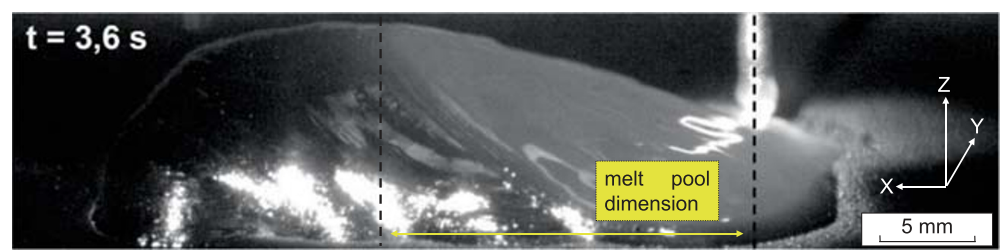 t = 3,6 s
Z
Y
X
melt pool
dimension
5 mm